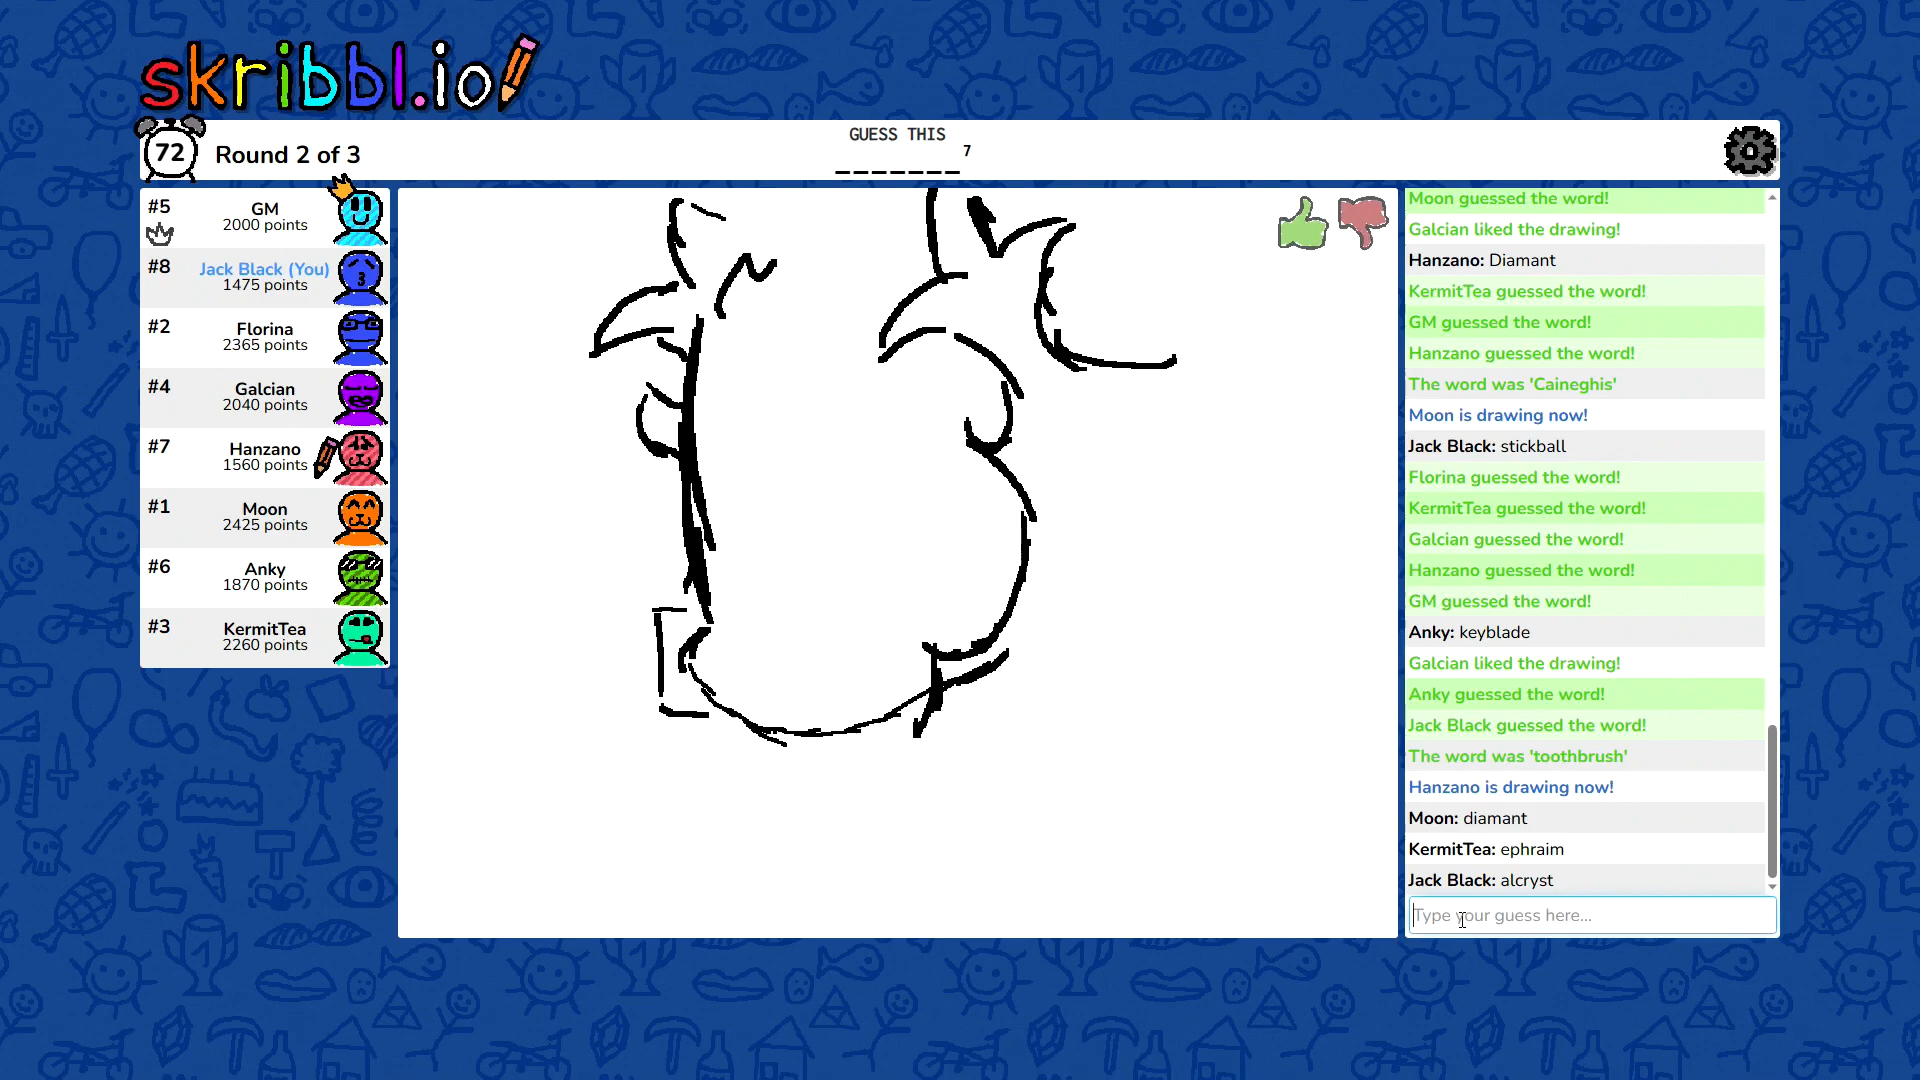 skribbl.io
72
Round 2 of 3
GUESS THIS
_______ 7
#5 GM
2000 points
#8 Jack Black (You)
1475 points
#2 Florina
2365 points
#4 Galcian
2040 points
#7 Hanzano
1560 points
#1 Moon
2425 points
#6 Anky
1870 points
#3 KermitTea
2260 points
Moon guessed the word!
Galcian liked the drawing!
Hanzano: Diamant
KermitTea guessed the word!
GM guessed the word!
Hanzano guessed the word!
The word was 'Caineghis'
Moon is drawing now!
Jack Black: stickball
Florina guessed the word!
KermitTea guessed the word!
Galcian guessed the word!
Hanzano guessed the word!
GM guessed the word!
Anky: keyblade
Galcian liked the drawing!
Anky guessed the word!
Jack Black guessed the word!
The word was 'toothbrush'
Hanzano is drawing now!
Moon: diamant
KermitTea: ephraim
Jack Black: alcryst
Type your guess here...